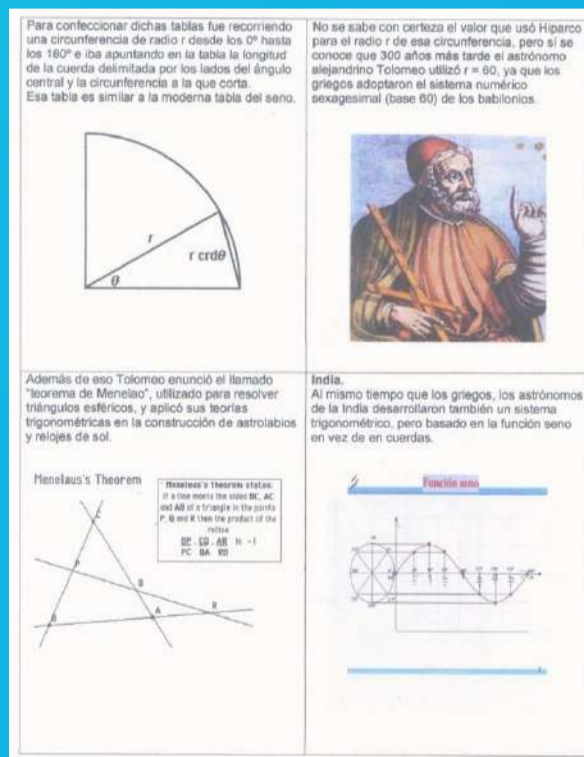 Para confeccionar dichas tablas fue recorriendo
una circunferencia de radio r desde los 0º hasta
los 180º e iba apuntando en la tabla la longitud
de la cuerda delimitada por los lados del ángulo
central y la circunferencia a la que corta.
Esa tabla es similar a la moderna tabla del seno.
r
r crdθ
θ
No se sabe con certeza el valor que usó Hiparco
para el radio r de esa circunferencia, pero sí se
conoce que 300 años más tarde el astrónomo
alejandrino Tolomeo utilizó r = 60, ya que los
griegos adoptaron el sistema numérico
sexagesimal (base 60) de los babilonios.
Además de eso Tolomeo enunció el llamado
"teorema de Menelao", utilizado para resolver
triángulos esféricos, y aplicó sus teorías
trigonométricas en la construcción de astrolabios
y relojes de sol.
Menelaus's Theorem
Menelaus's theorem states:
If a line meets the sides BC, AC
and AB of a triangle in the points
P, Q and R then the product of the
ratios
is -1
PC QA RB
C
P
Q
R
B
A
India.
Al mismo tiempo que los griegos, los astrónomos
de la India desarrollaron también un sistema
trigonométrico, pero basado en la función seno
en vez de en cuerdas.
Función seno